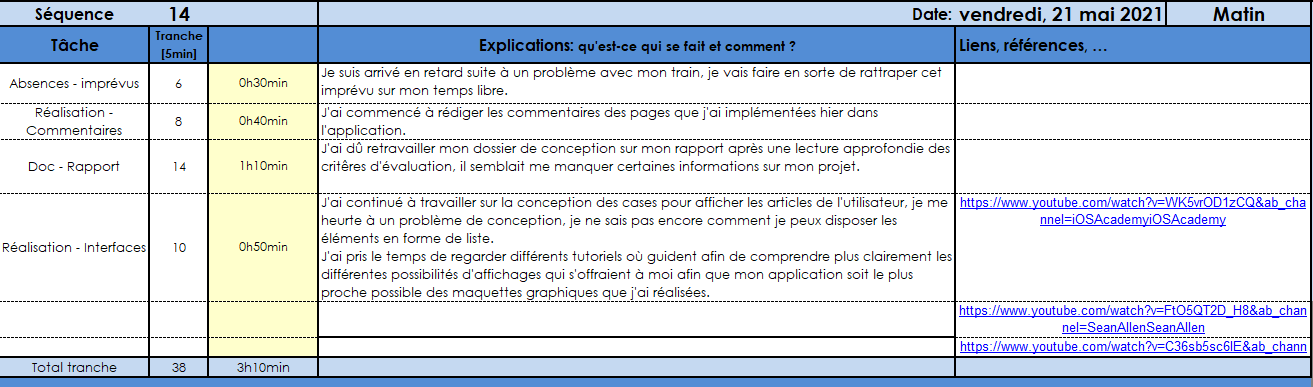 Séquence 14 Date: vendredi, 21 mai 2021 Matin
Tâche Tranche [5min] Explications: qu'est-ce qui se fait et comment ? Liens, références, …
Absences - imprévus 6 0h30min
Je suis arrivé en retard suite à un problème avec mon train, je vais faire en sorte de rattraper cet
imprévu sur mon temps libre.
Réalisation -
Commentaires
8 0h40min
J'ai commencé à rédiger les commentaires des pages que j'ai implémentées hier dans
l'application.
Doc - Rapport 14 1h10min
J'ai dû retravailler mon dossier de conception sur mon rapport après une lecture approfondie des
critêres d'évaluation, il semblait me manquer certaines informations sur mon projet.
Réalisation - Interfaces 10 0h50min
J'ai continué à travailler sur la conception des cases pour afficher les articles de l'utilisateur, je me
heurte à un problème de conception, je ne sais pas encore comment je peux disposer les
éléments en forme de liste.
J'ai pris le temps de regarder différents tutoriels où guident afin de comprendre plus clairement les
différentes possibilités d'affichages qui s'offraient à moi afin que mon application soit le plus
proche possible des maquettes graphiques que j'ai réalisées.
https://www.youtube.com/watch?v=WK5vrOD1zCQ&ab_cha
nnel=iOSAcademyiOSAcademy
https://www.youtube.com/watch?v=FtO5QT2D_H8&ab_chan
nel=SeanAllenSeanAllen
https://www.youtube.com/watch?v=C36sb5sc6lE&ab_chann
Total tranche 38 3h10min